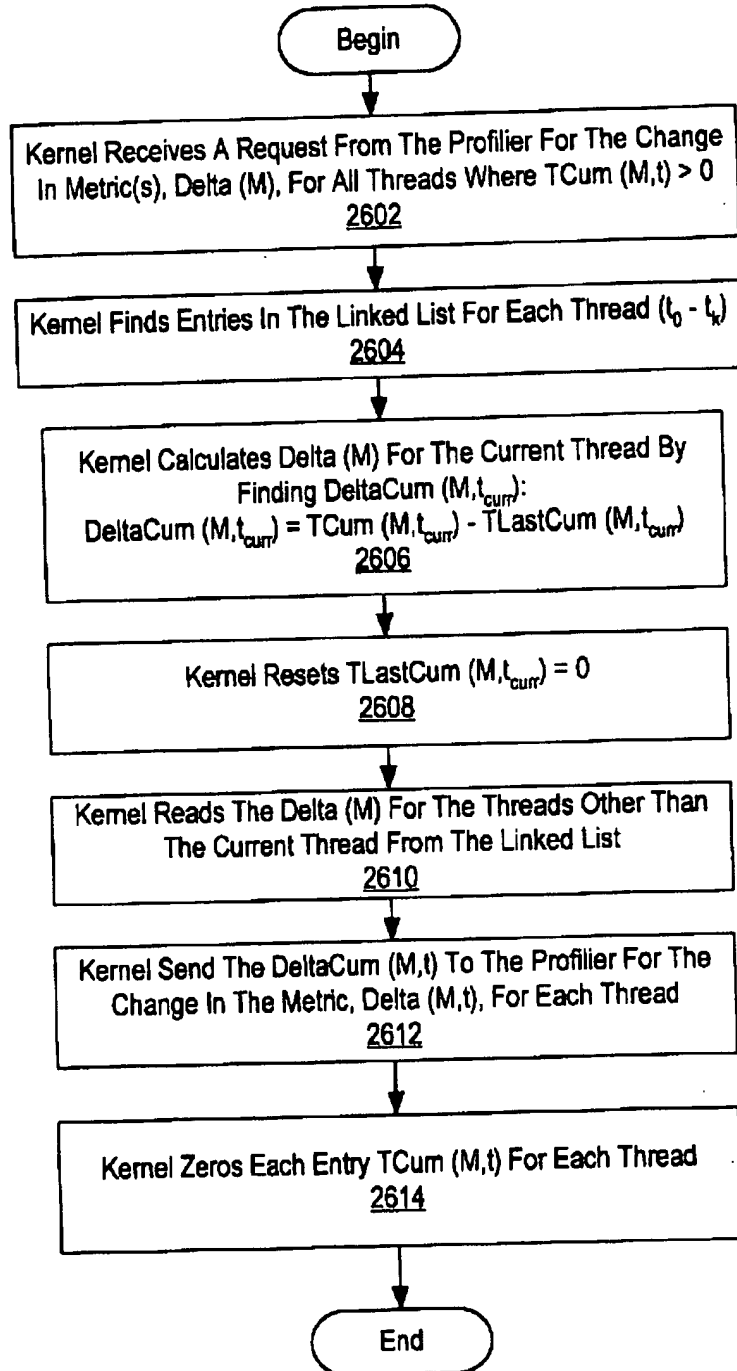 Begin
Kernel Receives A Request From The Profilier For The Change
In Metric(s), Delta (M), For All Threads Where TCum (M,t) > 0
2602
Kernel Finds Entries In The Linked List For Each Thread (t0 - tk)
2604
Kernel Calculates Delta (M) For The Current Thread By
Finding DeltaCum (M,tcurr):
DeltaCum (M,tcurr) = TCum (M,tcurr) - TLastCum (M,tcurr)
2606
Kernel Resets TLastCum (M,tcurr) = 0
2608
Kernel Reads The Delta (M) For The Threads Other Than
The Current Thread From The Linked List
2610
Kernel Send The DeltaCum (M,t) To The Profilier For The
Change In The Metric, Delta (M,t), For Each Thread
2612
Kernel Zeros Each Entry TCum (M,t) For Each Thread
2614
End